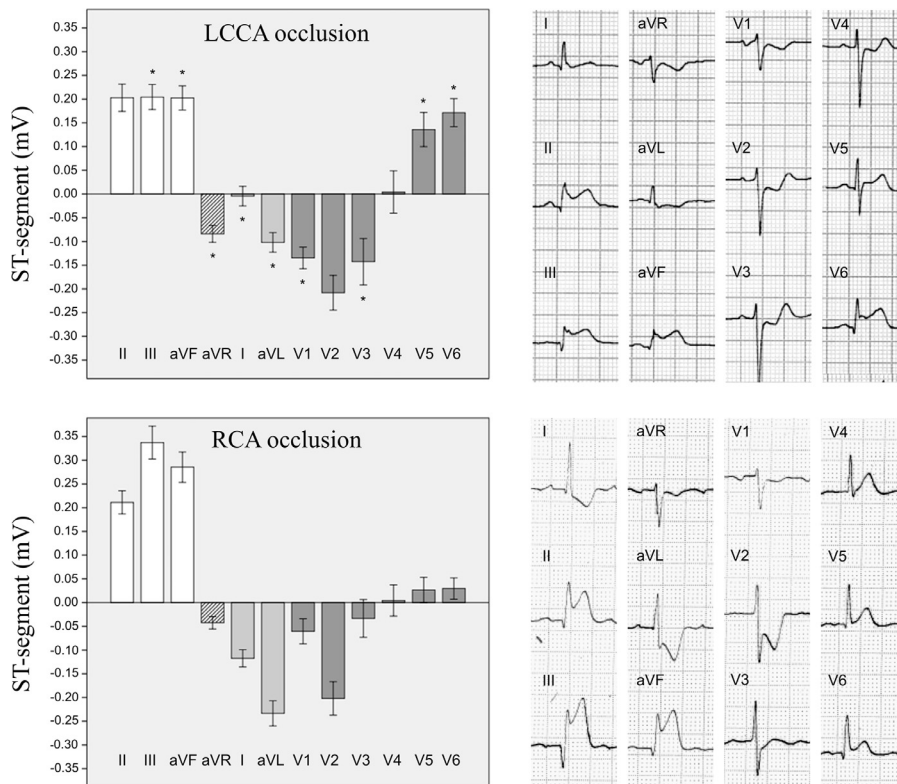 LCCA occlusion
ST-segment (mV)
0.35
0.30
0.25
0.20
0.15
0.10
0.05
0.00
-0.05
-0.10
-0.15
-0.20
-0.25
-0.30
-0.35
* * * * * * * * * *
II III aVF aVR I aVL V1 V2 V3 V4 V5 V6
I aVR V1 V4
II aVL V2 V5
III aVF V3 V6
RCA occlusion
ST-segment (mV)
0.35
0.30
0.25
0.20
0.15
0.10
0.05
0.00
-0.05
-0.10
-0.15
-0.20
-0.25
-0.30
-0.35
II III aVF aVR I aVL V1 V2 V3 V4 V5 V6
I aVR V1 V4
II aVL V2 V5
III aVF V3 V6